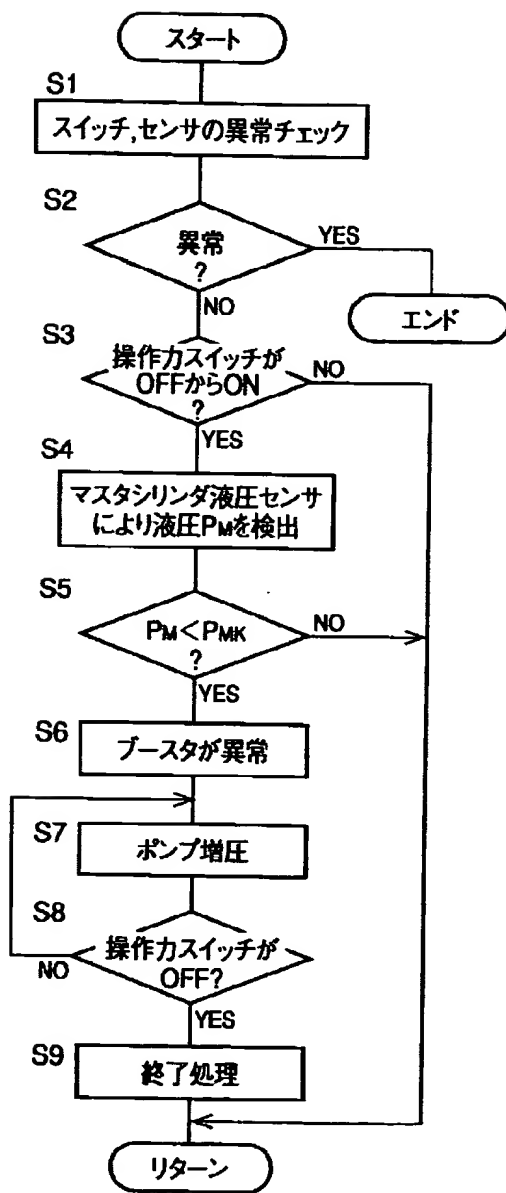 スタート
S1
スイッチ,センサの異常チェック
S2
異常
?
YES
NO
エンド
S3
操作力スイッチが
OFFからON
?
NO
YES
S4
マスタシリンダ液圧センサ
により液圧PMを検出
S5
PM<PMK
?
NO
YES
S6
ブースタが異常
S7
ポンプ増圧
S8
操作力スイッチが
OFF?
NO
YES
S9
終了処理
リターン